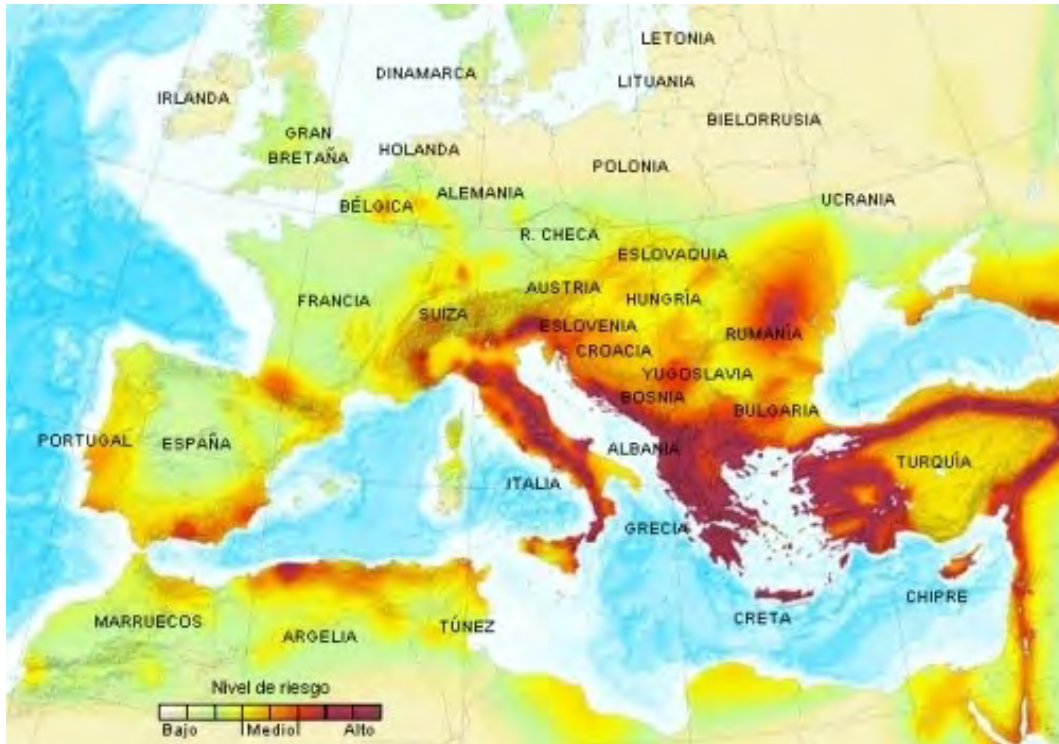 LETONIA
DINAMARCA
LITUANIA
IRLANDA
BIELORRUSIA
GRAN
BRETAÑA
HOLANDA
POLONIA
ALEMANIA
BÉLGICA
UCRANIA
R. CHECA
ESLOVAQUIA
AUSTRIA
FRANCIA
HUNGRÍA
SUIZA
ESLOVENIA
RUMANÍA
CROACIA
YUGOSLAVIA
BOSNIA
BULGARIA
PORTUGAL
ESPAÑA
ALBANIA
TURQUÍA
ITALIA
GRECIA
CHIPRE
CRETA
MARRUECOS
TÚNEZ
ARGELIA
Nivel de riesgo
Bajo Medio Alto